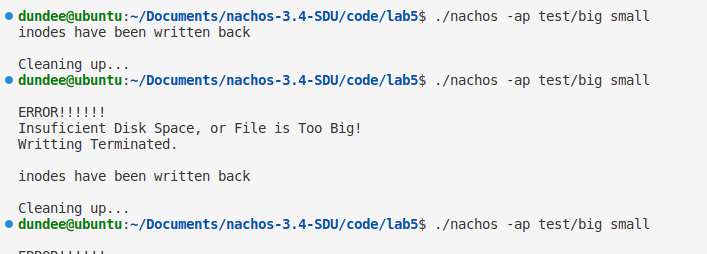 dundee@ubuntu:~/Documents/nachos-3.4-SDU/code/lab5$ ./nachos -ap test/big small
inodes have been written back
Cleaning up...
dundee@ubuntu:~/Documents/nachos-3.4-SDU/code/lab5$ ./nachos -ap test/big small
ERROR!!!!!!
Insuficient Disk Space, or File is Too Big!
Writting Terminated.
inodes have been written back
Cleaning up...
dundee@ubuntu:~/Documents/nachos-3.4-SDU/code/lab5$ ./nachos -ap test/big small
ERROR!!!!!!